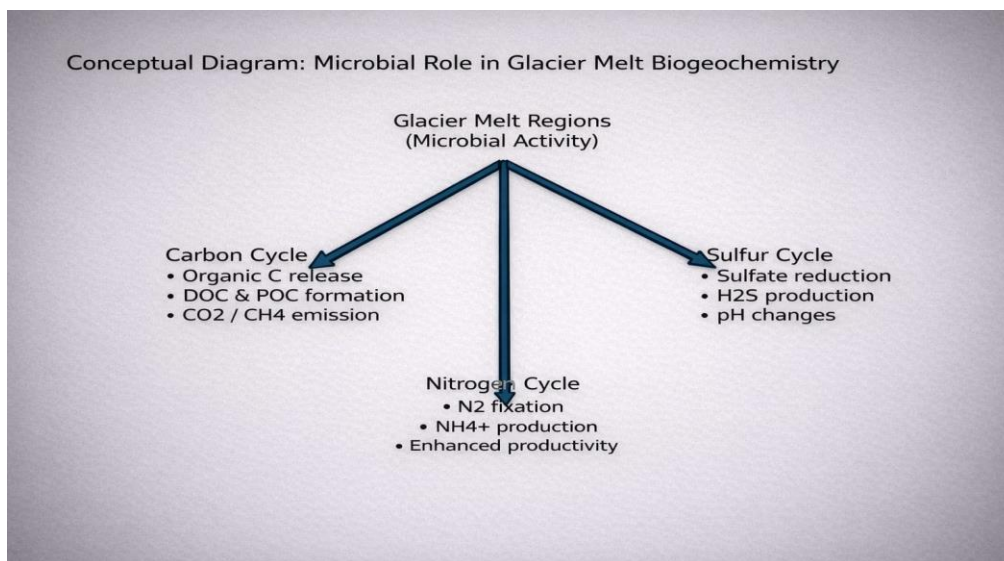 Conceptual Diagram: Microbial Role in Glacier Melt Biogeochemistry
Glacier Melt Regions
(Microbial Activity)
Carbon Cycle
• Organic C release
• DOC & POC formation
• CO2 / CH4 emission
Sulfur Cycle
• Sulfate reduction
• H2S production
• pH changes
Nitrogen Cycle
• N2 fixation
• NH4+ production
• Enhanced productivity